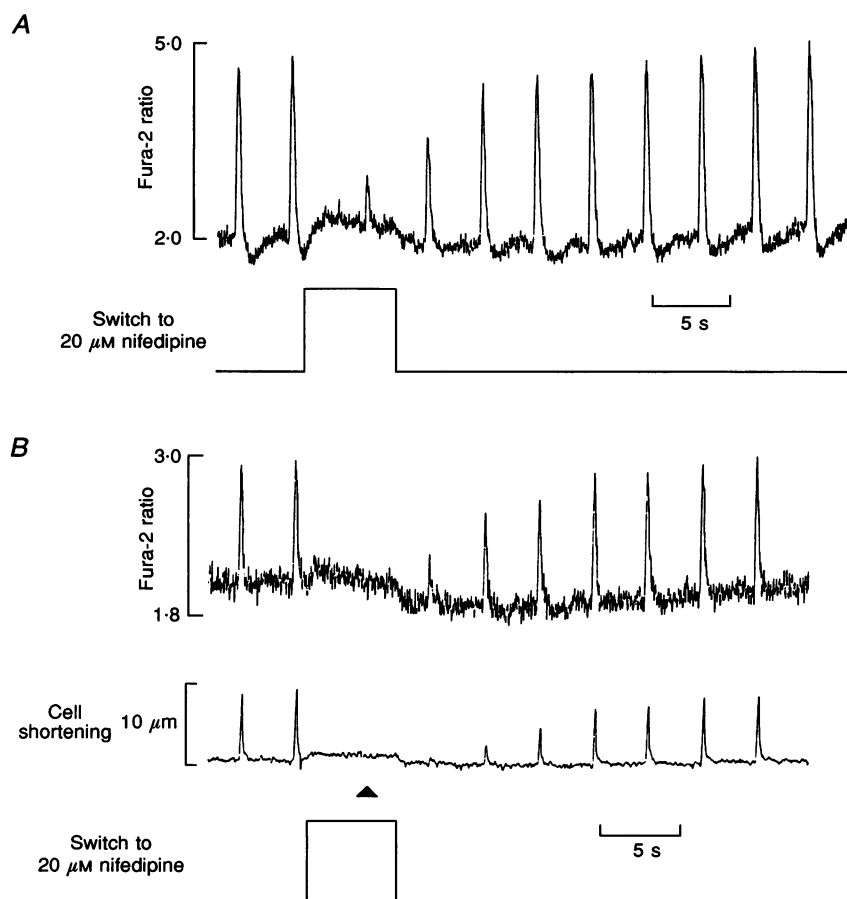 A
5·0
Fura-2 ratio
2·0
Switch to
20 μM nifedipine
5 s
B
3·0
Fura-2 ratio
1·8
Cell
shortening
10 μm
Switch to
20 μM nifedipine
5 s